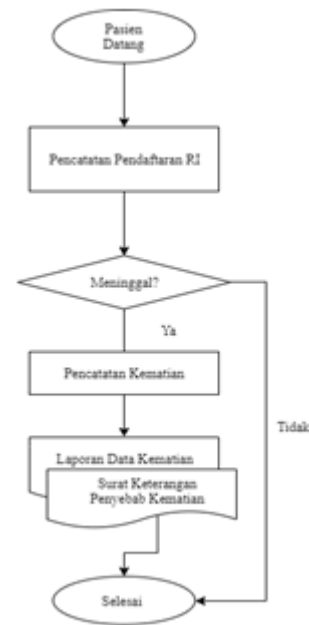 Pasien
Datang
Pencatatan Pendaftaran RI
Meninggal?
Ya
Pencatatan Kematian
Tidak
Laporan Data Kematian
Surat Keterangan
Penyebab Kematian
Selesai